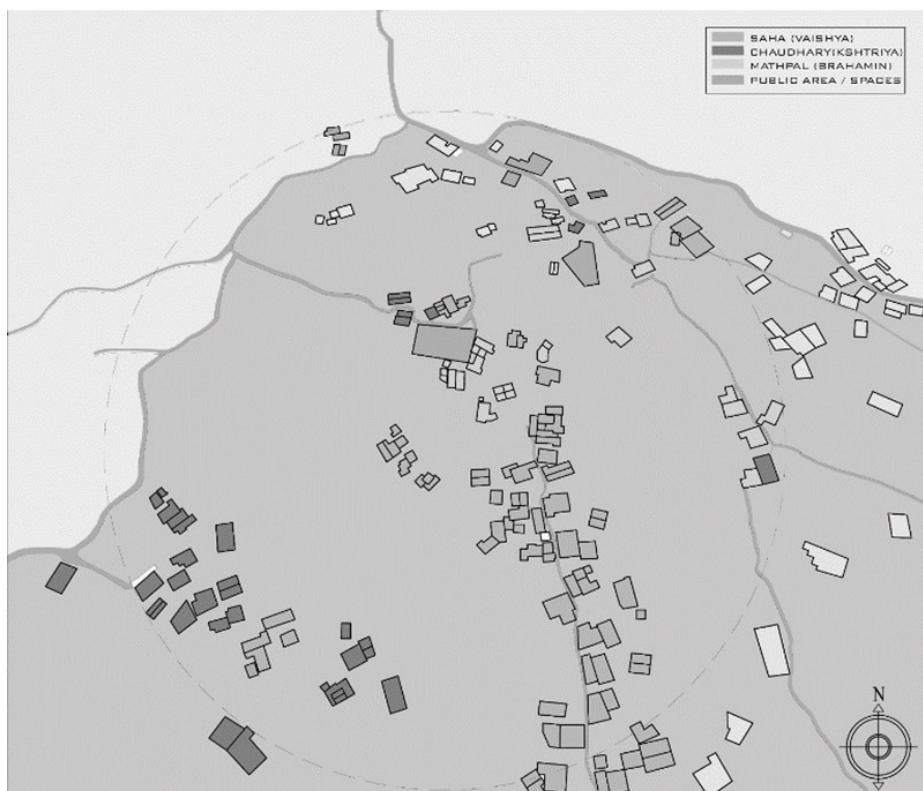 SAHA (VAISHYA)
CHAUDHARY(KSHTRIYA)
MATHPAL (BRAHAMIN)
PUBLIC AREA / SPACES
N